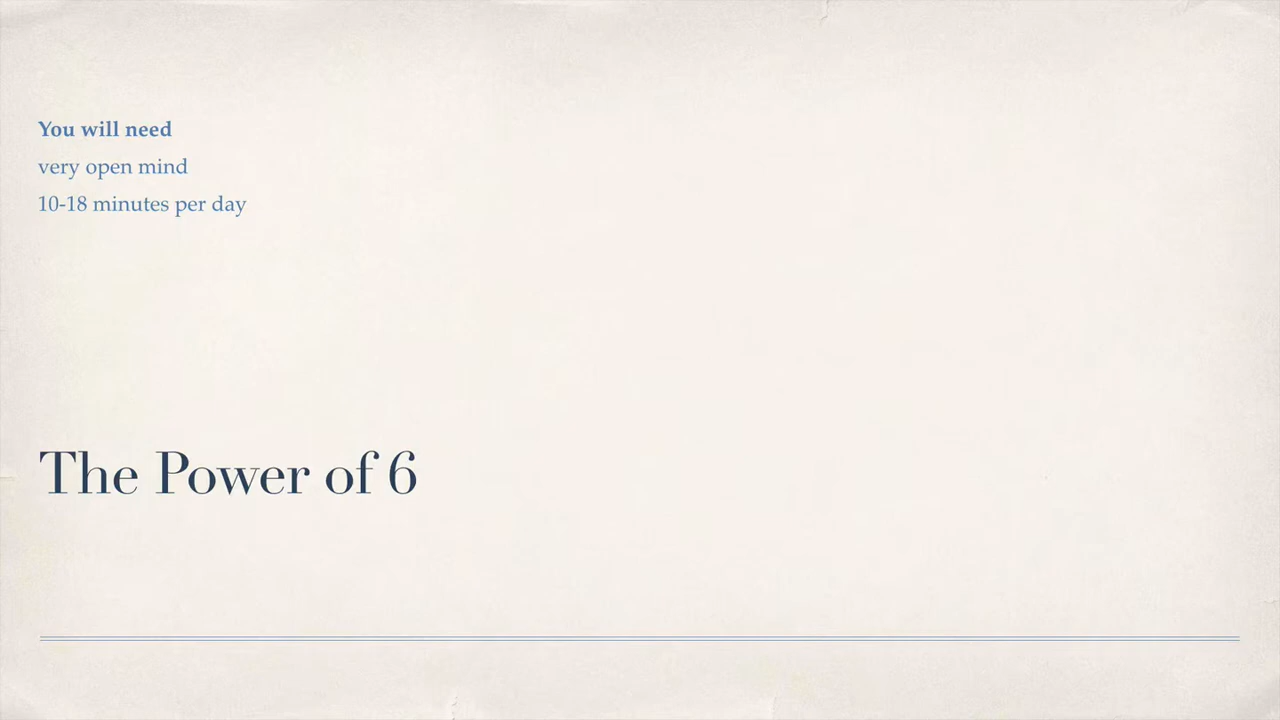 You will need
very open mind
10-18 minutes per day
The Power of 6